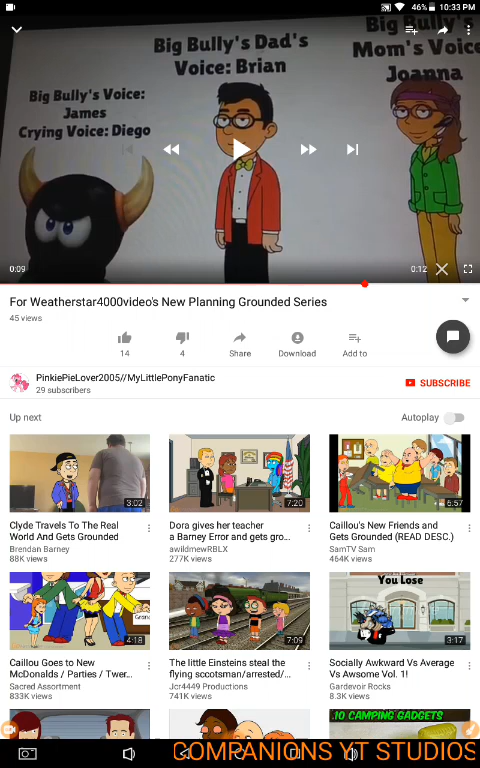 46% 10:33 PM
Big Bully's
Big Bully's Dad's
Mom's Voice
Voice: Brian
Joanna
Big Bully's Voice:
James
Crying Voice: Diego
0:09
0:12
For Weatherstar4000video's New Planning Grounded Series
45 views
14
4
Share
Download
Add to
PinkiePieLover2005//MyLittlePonyFanatic
29 subscribers
SUBSCRIBE
Up next
Autoplay
3:02
7:20
6:57
Clyde Travels To The Real
World And Gets Grounded
Brendan Barney
88K views
Dora gives her teacher
a Barney Error and gets gro...
awildmewRBLX
277K views
Caillou's New Friends and
Gets Grounded (READ DESC.)
SamTV Sam
464K views
You Lose
4:18
7:09
3:17
Caillou Goes to New
McDonalds / Parties / Twer...
Sacred Assortment
833K views
The little Einsteins steal the
flying sccotsman/arrested/...
Jcr4449 Productions
741K views
Socially Awkward Vs Average
Vs Awsome Vol. 1!
Gardevoir Rocks
8.3K views
10 CAMPING GADGETS
COMPANIONS YT STUDIOS